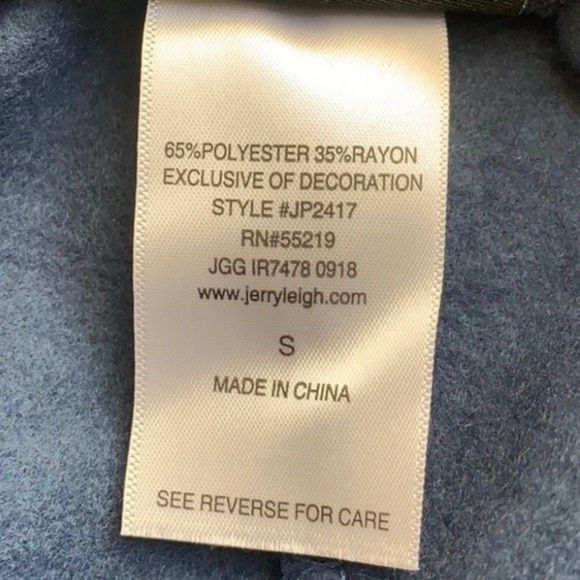 65%POLYESTER 35%RAYON
EXCLUSIVE OF DECORATION
STYLE #JP2417
RN#55219
JGG IR7478 0918
www.jerryleigh.com
S
MADE IN CHINA
SEE REVERSE FOR CARE